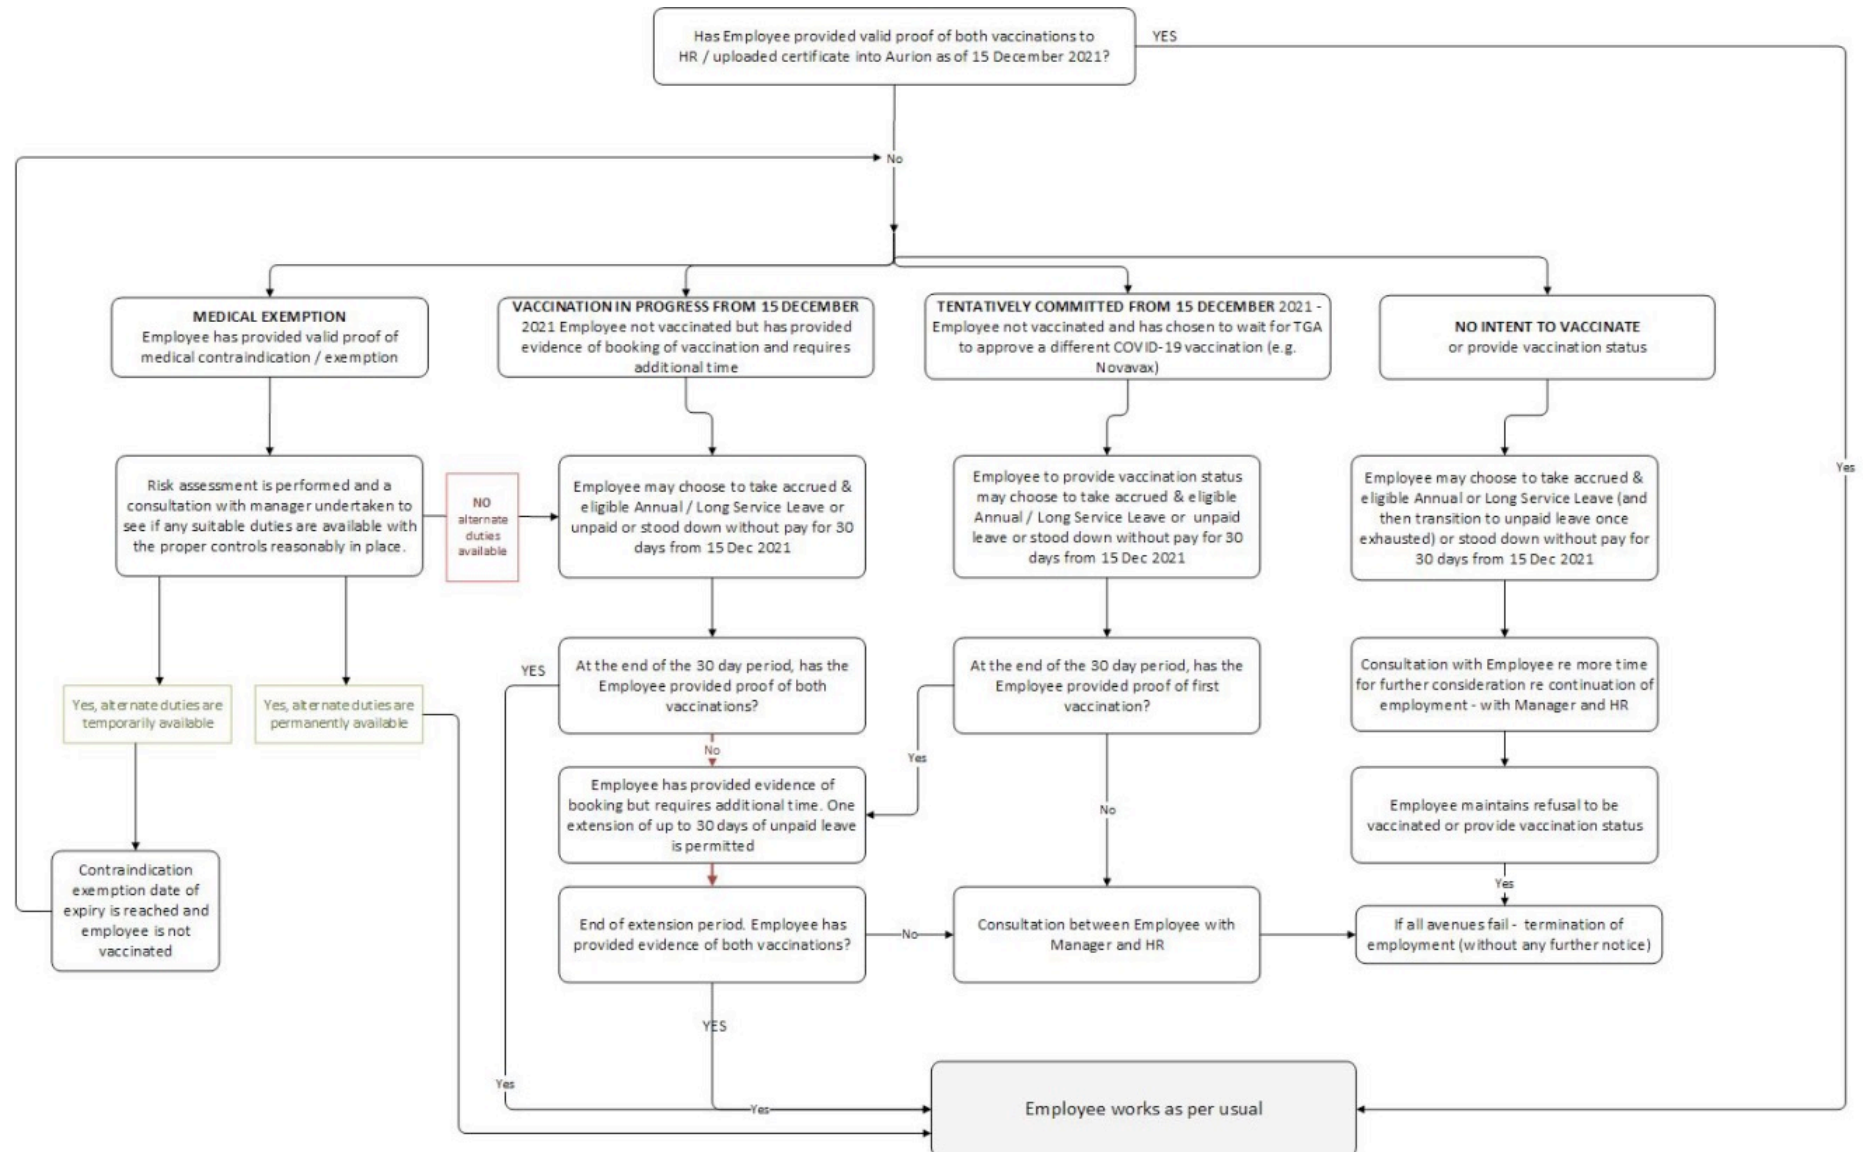 Has Employee provided valid proof of both vaccinations to
HR / uploaded certificate into Aurion as of 15 December 2021?
YES
No
MEDICAL EXEMPTION
Employee has provided valid proof of
medical contraindication / exemption
VACCINATION IN PROGRESS FROM 15 DECEMBER
2021 Employee not vaccinated but has provided
evidence of booking of vaccination and requires
additional time
TENTATIVELY COMMITTED FROM 15 DECEMBER 2021 -
Employee not vaccinated and has chosen to wait for TGA
to approve a different COVID-19 vaccination (e.g.
Novavax)
NO INTENT TO VACCINATE
or provide vaccination status
Risk assessment is performed and a
consultation with manager undertaken to
see if any suitable duties are available with
the proper controls reasonably in place.
NO
alternate
duties
available
Employee may choose to take accrued &
eligible Annual / Long Service Leave or
unpaid or stood down without pay for 30
days from 15 Dec 2021
Employee to provide vaccination status
may choose to take accrued & eligible
Annual / Long Service Leave or unpaid
leave or stood down without pay for 30
days from 15 Dec 2021
Employee may choose to take accrued &
eligible Annual or Long Service Leave (and
then transition to unpaid leave once
exhausted) or stood down without pay for
30 days from 15 Dec 2021
Yes
Yes, alternate duties are
temporarily available
Yes, alternate duties are
permanently available
YES
At the end of the 30 day period, has the
Employee provided proof of both
vaccinations?
At the end of the 30 day period, has the
Employee provided proof of first
vaccination?
Consultation with Employee re more time
for further consideration re continuation of
employment - with Manager and HR
No
Yes
Employee has provided evidence of
booking but requires additional time. One
extension of up to 30 days of unpaid leave
is permitted
No
Employee maintains refusal to be
vaccinated or provide vaccination status
Yes
Contraindication
exemption date of
expiry is reached and
employee is not
vaccinated
End of extension period. Employee has
provided evidence of both vaccinations?
No
Consultation between Employee with
Manager and HR
If all avenues fail - termination of
employment (without any further notice)
YES
Yes
Yes
Employee works as per usual